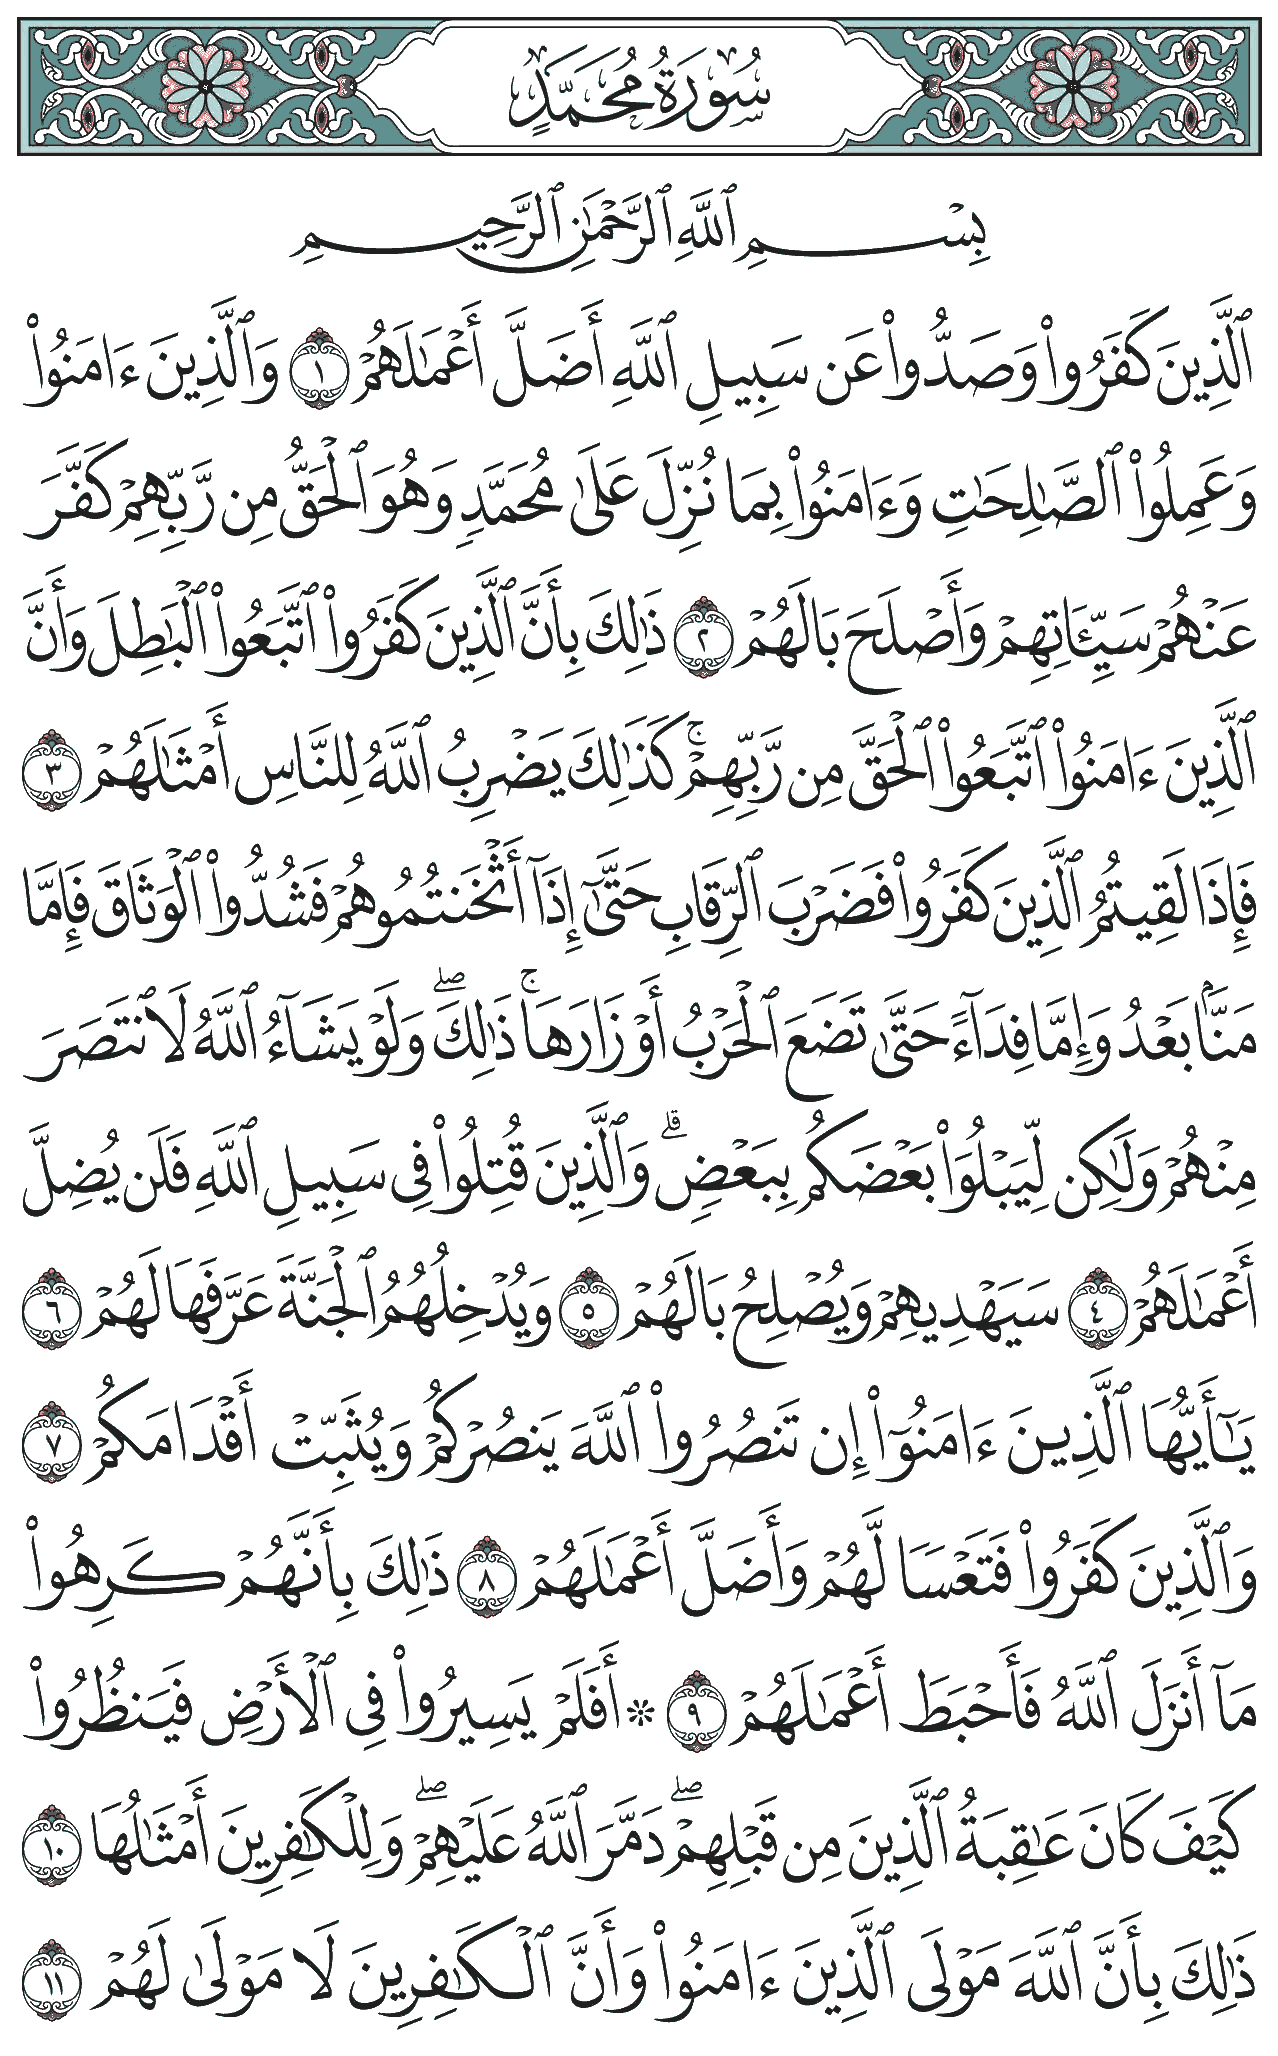 سُورَةُ مُحَمَّدٍ
بِسْمِ ٱللَّهِ ٱلرَّحْمَٰنِ ٱلرَّحِيمِ
ٱلَّذِينَ كَفَرُوا۟ وَصَدُّوا۟ عَن سَبِيلِ ٱللَّهِ أَضَلَّ أَعْمَٰلَهُمْ ١ وَٱلَّذِينَ ءَامَنُوا۟
وَعَمِلُوا۟ ٱلصَّٰلِحَٰتِ وَءَامَنُوا۟ بِمَا نُزِّلَ عَلَىٰ مُحَمَّدٍ وَهُوَ ٱلْحَقُّ مِن رَّبِّهِمْ كَفَّرَ
عَنْهُمْ سَيِّـَٔاتِهِمْ وَأَصْلَحَ بَالَهُمْ ٢ ذَٰلِكَ بِأَنَّ ٱلَّذِينَ كَفَرُوا۟ ٱتَّبَعُوا۟ ٱلْبَٰطِلَ وَأَنَّ
ٱلَّذِينَ ءَامَنُوا۟ ٱتَّبَعُوا۟ ٱلْحَقَّ مِن رَّبِّهِمْ ۚ كَذَٰلِكَ يَضْرِبُ ٱللَّهُ لِلنَّاسِ أَمْثَٰلَهُمْ ٣
فَإِذَا لَقِيتُمُ ٱلَّذِينَ كَفَرُوا۟ فَضَرْبَ ٱلرِّقَابِ حَتَّىٰٓ إِذَآ أَثْخَنتُمُوهُمْ فَشُدُّوا۟ ٱلْوَثَاقَ فَإِمَّا
مَنًّۢا بَعْدُ وَإِمَّا فِدَآءً حَتَّىٰ تَضَعَ ٱلْحَرْبُ أَوْزَارَهَا ۚ ذَٰلِكَ ۖ وَلَوْ يَشَآءُ ٱللَّهُ لَٱنتَصَرَ
مِنْهُمْ وَلَٰكِن لِّيَبْلُوَا۟ بَعْضَكُم بِبَعْضٍ ۗ وَٱلَّذِينَ قُتِلُوا۟ فِى سَبِيلِ ٱللَّهِ فَلَن يُضِلَّ
أَعْمَٰلَهُمْ ٤ سَيَهْدِيهِمْ وَيُصْلِحُ بَالَهُمْ ٥ وَيُدْخِلُهُمُ ٱلْجَنَّةَ عَرَّفَهَا لَهُمْ ٦
يَٰٓأَيُّهَا ٱلَّذِينَ ءَامَنُوٓا۟ إِن تَنصُرُوا۟ ٱللَّهَ يَنصُرْكُمْ وَيُثَبِّتْ أَقْدَامَكُمْ ٧
وَٱلَّذِينَ كَفَرُوا۟ فَتَعْسًا لَّهُمْ وَأَضَلَّ أَعْمَٰلَهُمْ ٨ ذَٰلِكَ بِأَنَّهُمْ كَرِهُوا۟
مَآ أَنزَلَ ٱللَّهُ فَأَحْبَطَ أَعْمَٰلَهُمْ ٩ ۞ أَفَلَمْ يَسِيرُوا۟ فِى ٱلْأَرْضِ فَيَنظُرُوا۟
كَيْفَ كَانَ عَٰقِبَةُ ٱلَّذِينَ مِن قَبْلِهِمْ ۖ دَمَّرَ ٱللَّهُ عَلَيْهِمْ ۖ وَلِلْكَٰفِرِينَ أَمْثَٰلُهَا ١٠
ذَٰلِكَ بِأَنَّ ٱللَّهَ مَوْلَى ٱلَّذِينَ ءَامَنُوا۟ وَأَنَّ ٱلْكَٰفِرِينَ لَا مَوْلَىٰ لَهُمْ ١١